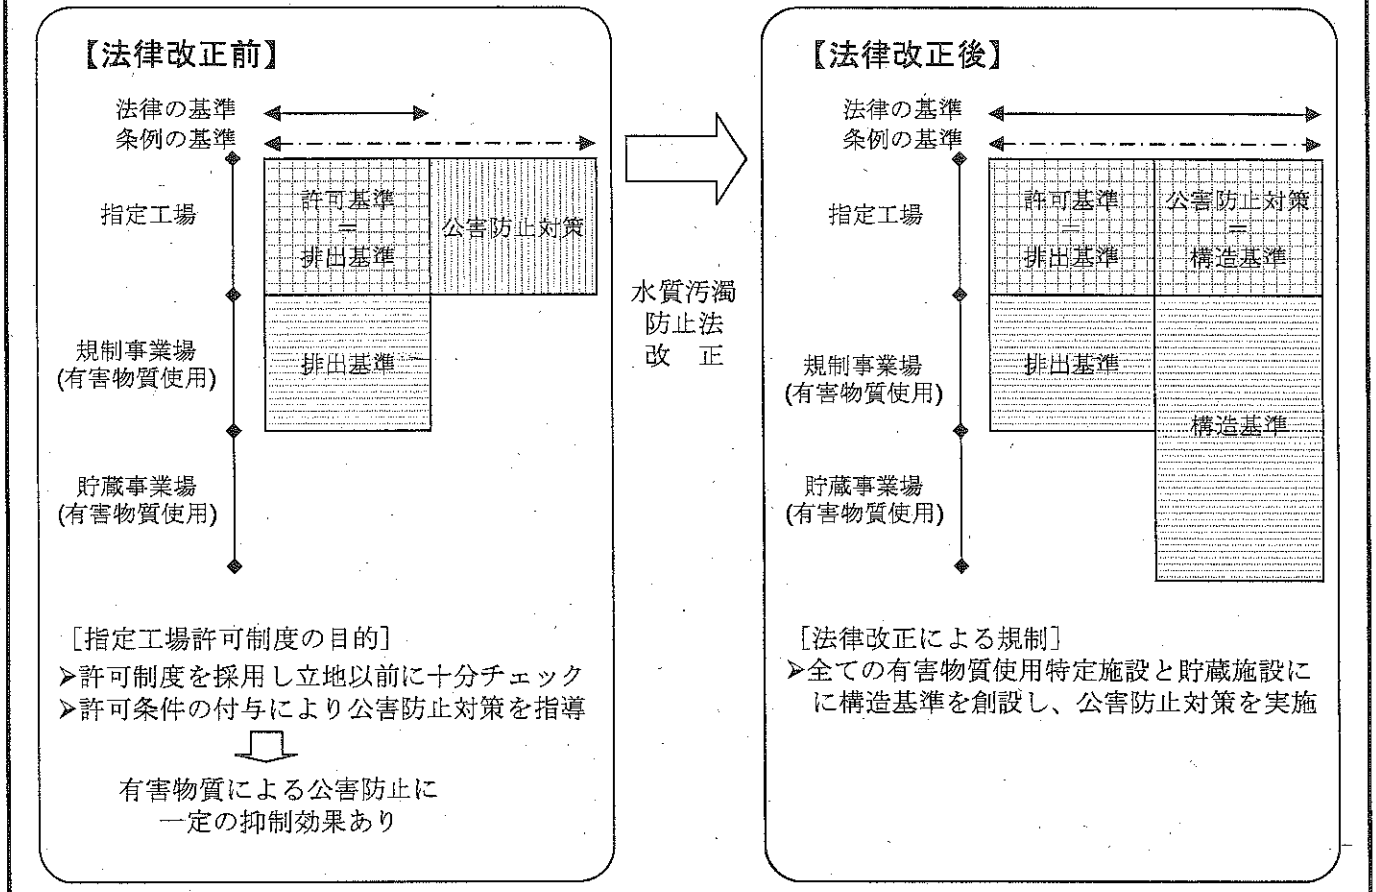 【法律改正前】
法律の基準
条例の基準
指定工場
許可基準
＝
排出基準
公害防止対策
規制事業場
(有害物質使用)
排出基準
貯蔵事業場
(有害物質使用)
［指定工場許可制度の目的］
➢許可制度を採用し立地以前に十分チェック
➢許可条件の付与により公害防止対策を指導
有害物質による公害防止に
一定の抑制効果あり
水質汚濁
防止法
改　正
【法律改正後】
法律の基準
条例の基準
指定工場
許可基準
＝
排出基準
公害防止対策
＝
構造基準
規制事業場
(有害物質使用)
排出基準
構造基準
貯蔵事業場
(有害物質使用)
［法律改正による規制］
➢全ての有害物質使用特定施設と貯蔵施設に
に構造基準を創設し、公害防止対策を実施